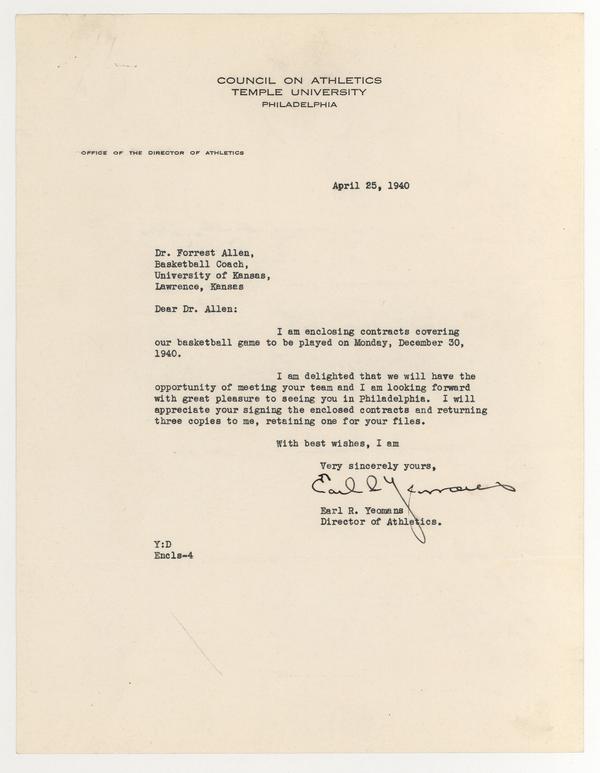 COUNCIL ON ATHLETICS
TEMPLE UNIVERSITY
PHILADELPHIA
OFFICE OF THE DIRECTOR OF ATHLETICS
April 25, 1940
Dr. Forrest Allen,
Basketball Coach,
University of Kansas,
Lawrence, Kansas
Dear Dr. Allen:
I am enclosing contracts covering
our basketball game to be played on Monday, December 30,
1940.
I am delighted that we will have the
opportunity of meeting your team and I am looking forward
with great pleasure to seeing you in Philadelphia. I will
appreciate your signing the enclosed contracts and returning
three copies to me, retaining one for your files.
With best wishes, I am
Very sincerely yours,
Earl R Yeomans
Earl R. Yeomans
Director of Athletics.
Y:D
Encls-4